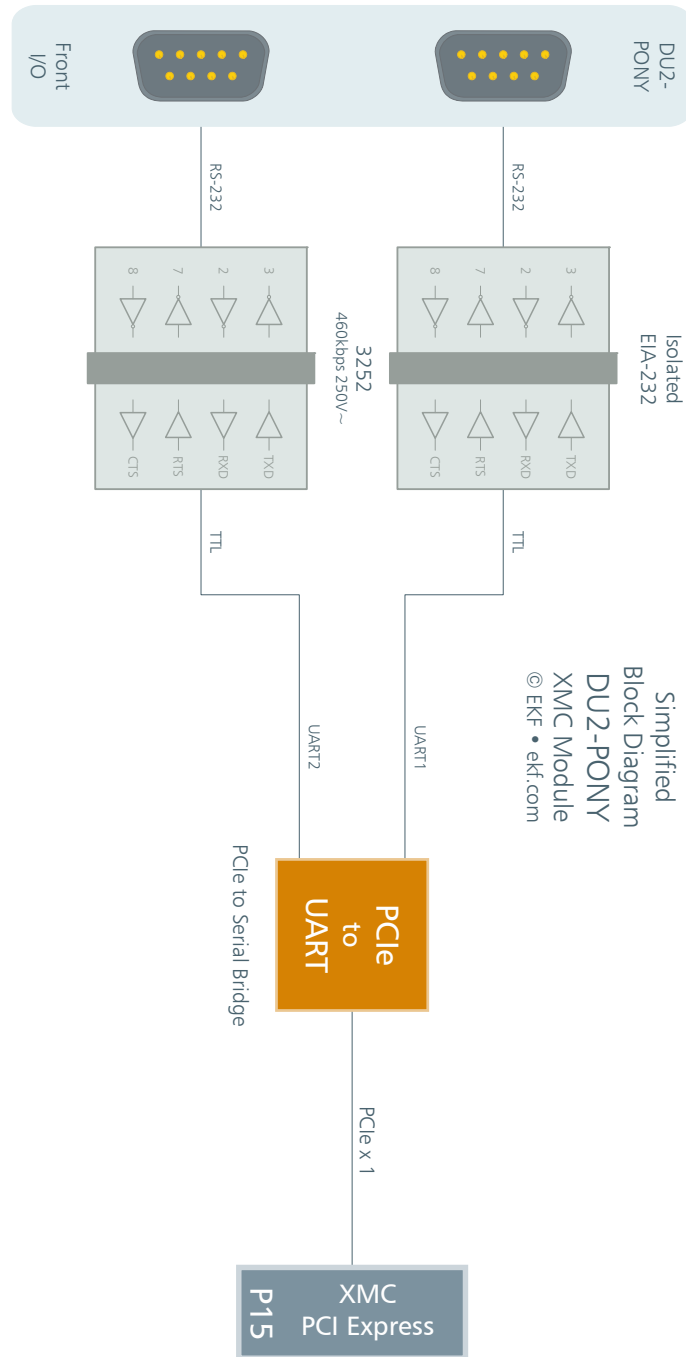 DU2-
PONY
Front
I/O
RS-232
RS-232
Isolated
EIA-232
3
2
7
8
TXD
RXD
RTS
CTS
3252
460kbps 250V~
3
2
7
8
TXD
RXD
RTS
CTS
TTL
TTL
Simplified
Block Diagram
DU2-PONY
XMC Module
© EKF • ekf.com
UART1
UART2
PCIe
to
UART
PCIe to Serial Bridge
PCIe x 1
XMC
PCI Express
P15